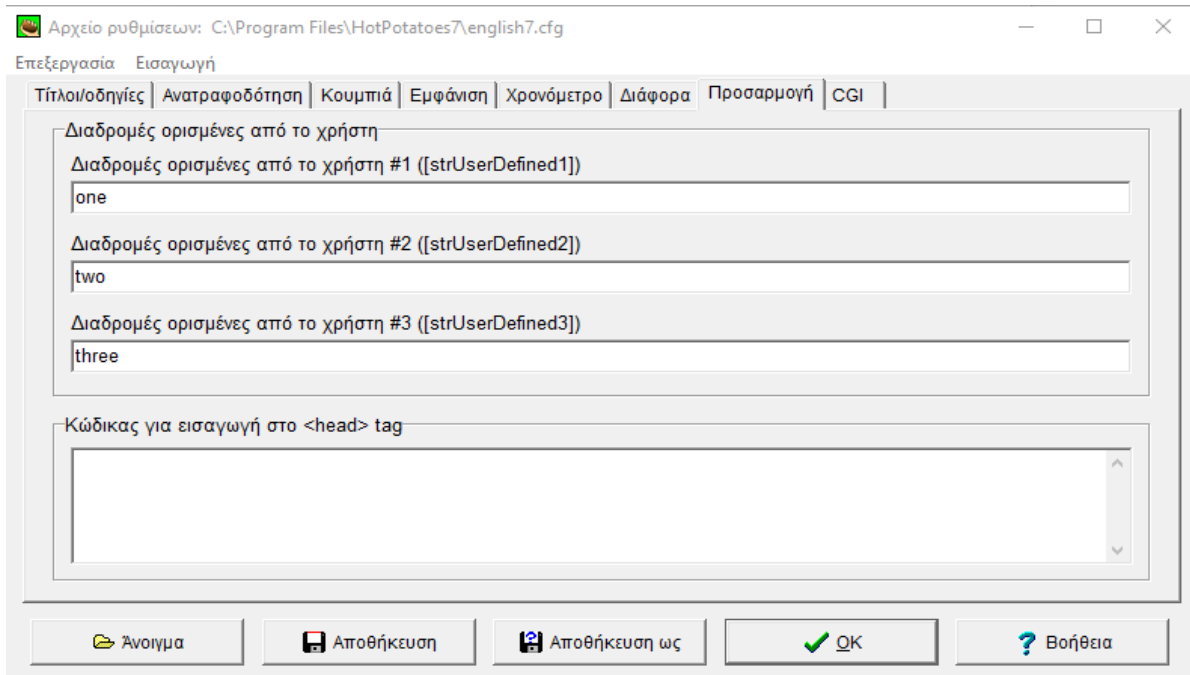 Αρχείο ρυθμίσεων: C:\Program Files\HotPotatoes7\english7.cfg
Επεξεργασία Εισαγωγή
Τίτλοι/οδηγίες Ανατροφοδότηση Κουμπιά Εμφάνιση Χρονόμετρο Διάφορα Προσαρμογή CGI
Διαδρομές ορισμένες από το χρήστη
Διαδρομές ορισμένες από το χρήστη #1 ([strUserDefined1])
one
Διαδρομές ορισμένες από το χρήστη #2 ([strUserDefined2])
two
Διαδρομές ορισμένες από το χρήστη #3 ([strUserDefined3])
three
Κώδικας για εισαγωγή στο <head> tag
Άνοιγμα Αποθήκευση Αποθήκευση ως OK Βοήθεια